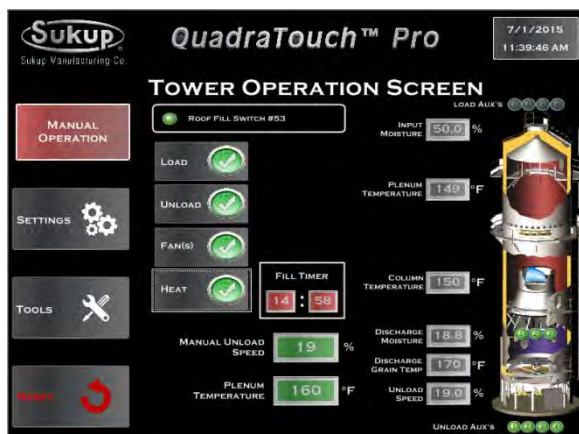 Sukup
Sukup Manufacturing Co.
QuadraTouch™ Pro
7/1/2015
11:39:46 AM
TOWER OPERATION SCREEN
LOAD AUX'S
MANUAL
OPERATION
ROOF FILL SWITCH #53
INPUT
MOISTURE
50.0 %
LOAD
UNLOAD
PLENUM
TEMPERATURE
149 °F
SETTINGS
FAN(S)
HEAT
FILL TIMER
14 : 58
COLUMN
TEMPERATURE
150 °F
TOOLS
MANUAL UNLOAD
SPEED
19 %
DISCHARGE
MOISTURE
18.8 %
DISCHARGE
GRAIN TEMP
170 °F
PLENUM
TEMPERATURE
160 °F
UNLOAD
SPEED
19.0 %
UNLOAD AUX'S